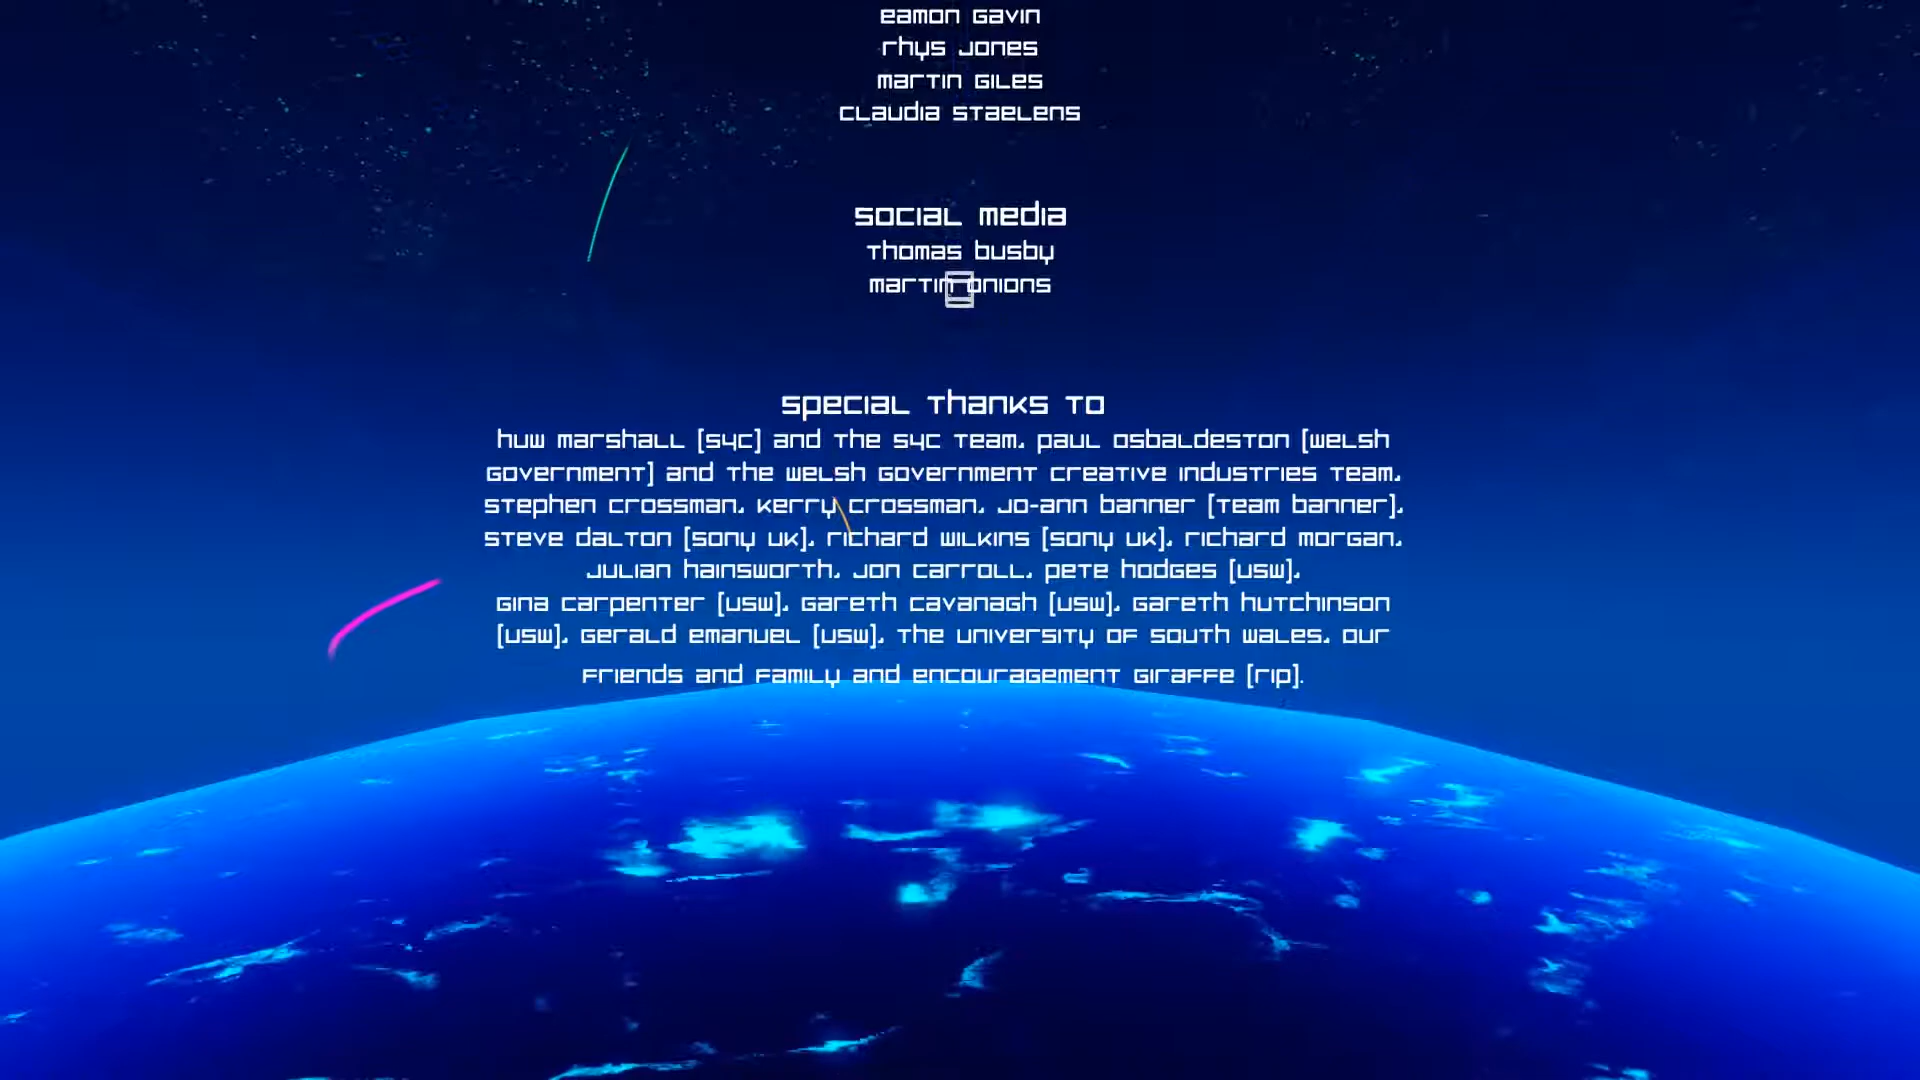 eamon gavin
rhys jones
martin giles
claudia staelens
social media
thomas busby
martin onions
special thanks to
huw marshall [s4c] and the s4c team, paul osbaldeston [welsh
government] and the welsh government creative industries team,
stephen crossman, kerry crossman, jo-ann banner [team banner],
steve dalton [sony uk], richard wilkins [sony uk], richard morgan,
julian hainsworth, jon carroll, pete hodges [usw],
gina carpenter [usw], gareth cavanagh [usw], gareth hutchinson
[usw], gerald emanuel [usw], the university of south wales, our
friends and family and encouragement giraffe [rip].